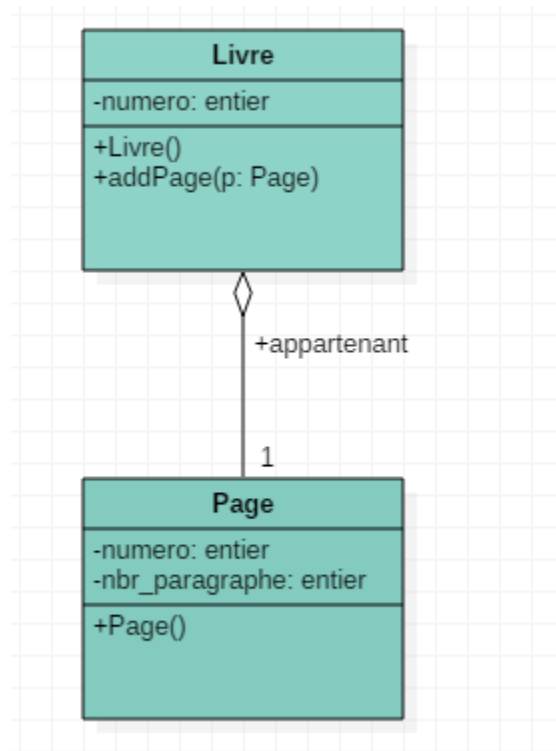 Livre
-numero: entier
+Livre()
+addPage(p: Page)
+appartenant
1
Page
-numero: entier
-nbr_paragraphe: entier
+Page()